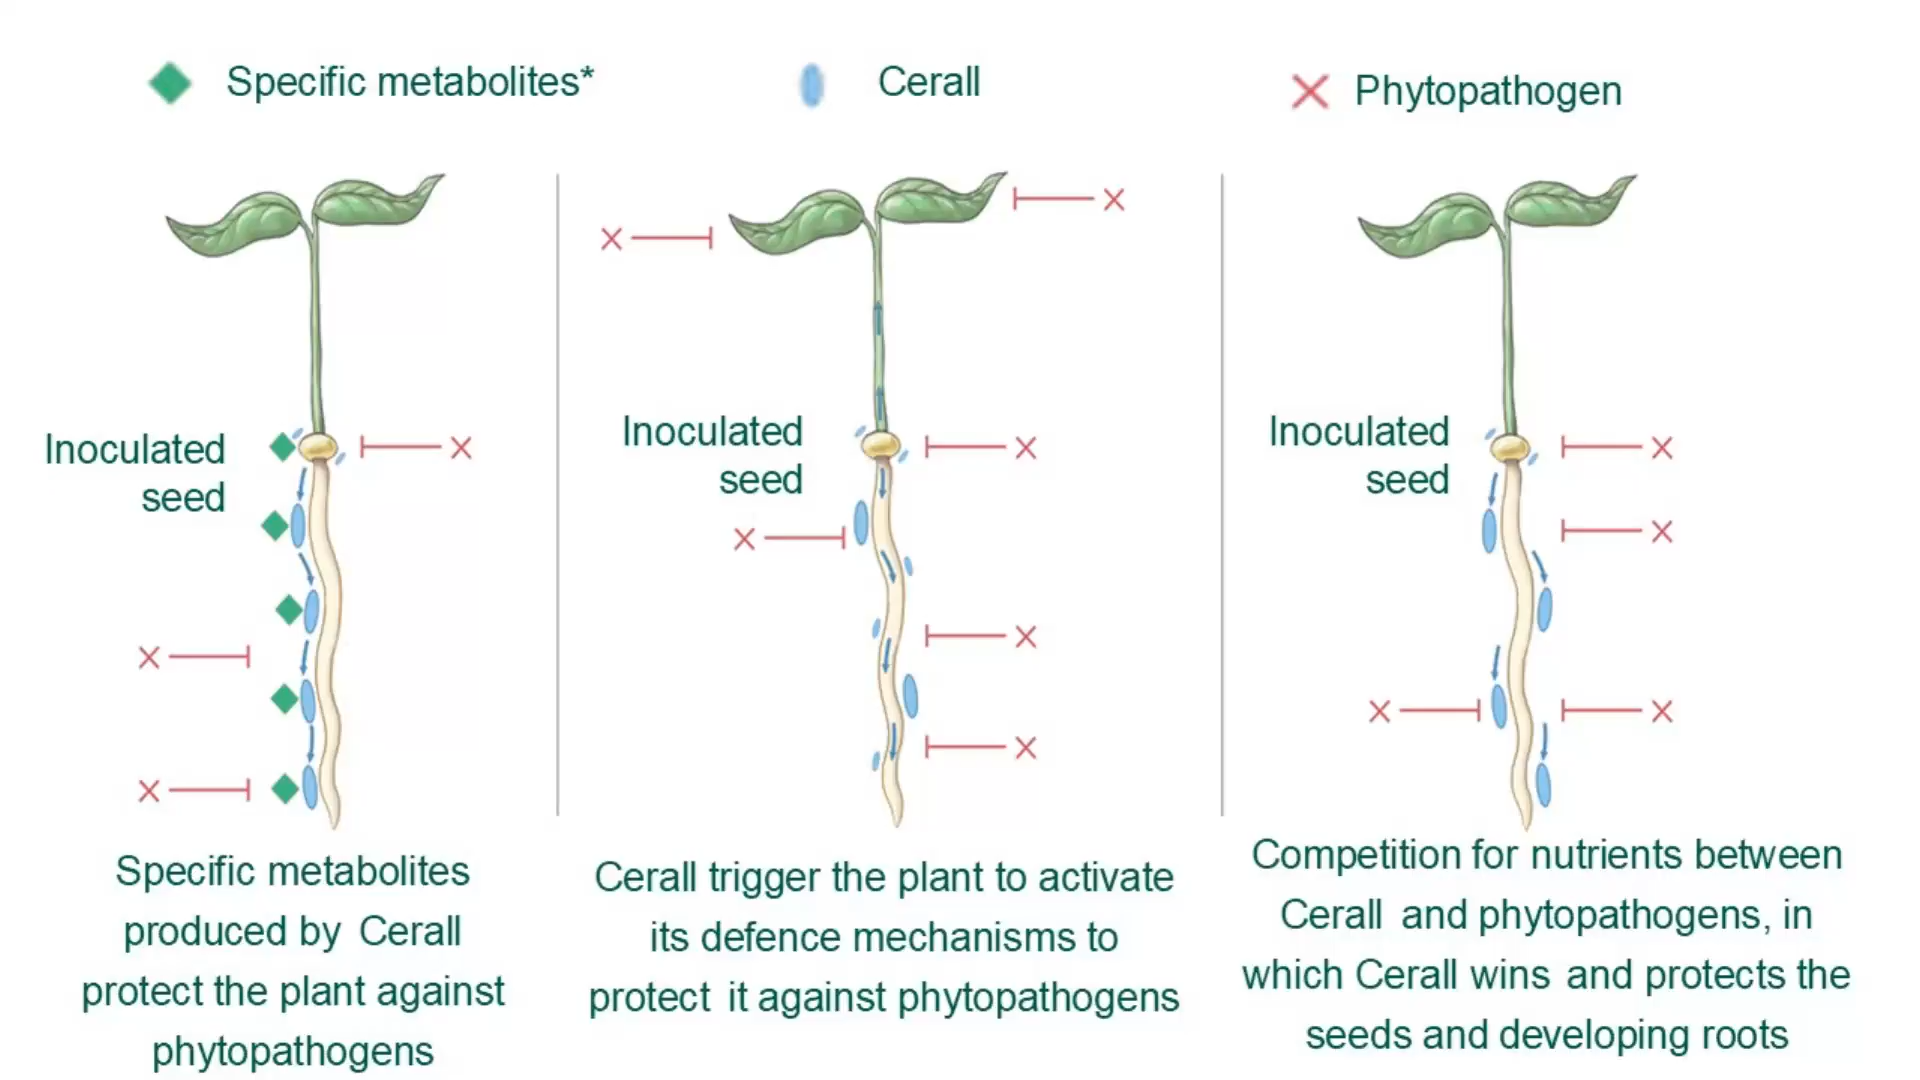 Specific metabolites*
Cerall
Phytopathogen
Inoculated
seed
Specific metabolites
produced by Cerall
protect the plant against
phytopathogens
Inoculated
seed
Cerall trigger the plant to activate
its defence mechanisms to
protect it against phytopathogens
Inoculated
seed
Competition for nutrients between
Cerall and phytopathogens, in
which Cerall wins and protects the
seeds and developing roots